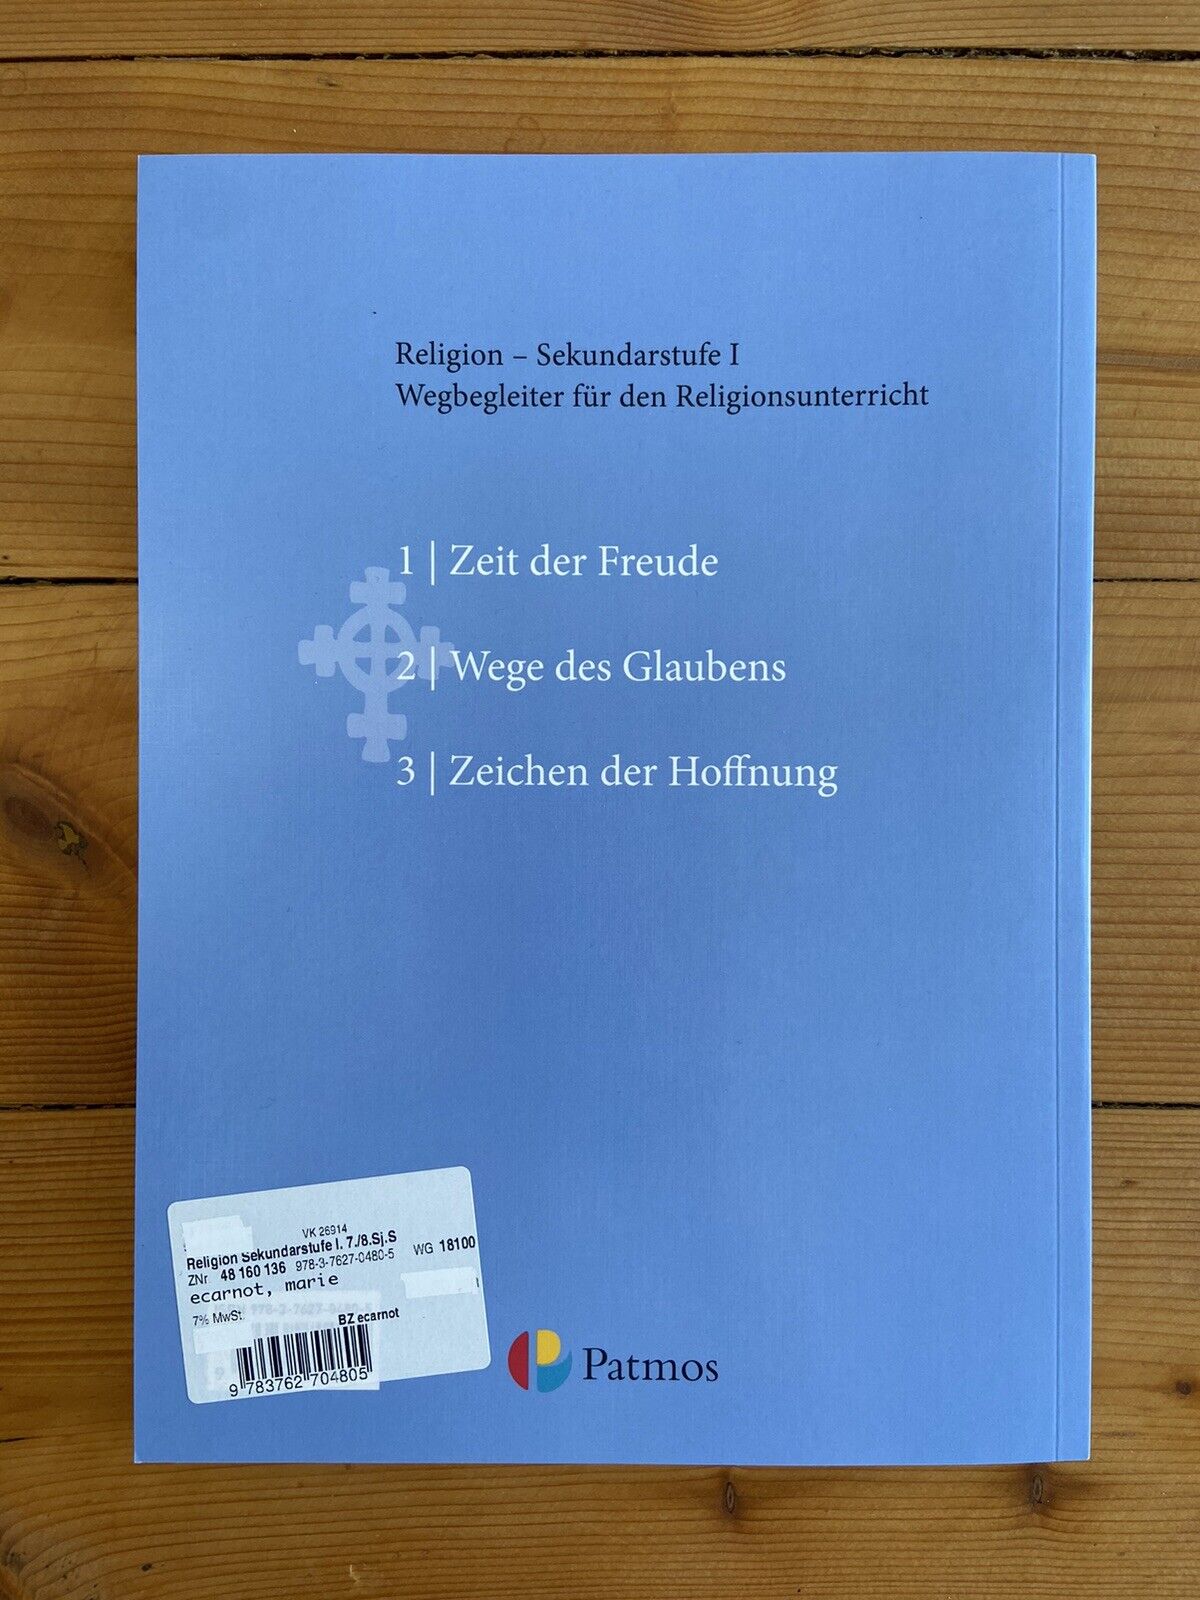 Religion – Sekundarstufe I
Wegbegleiter für den Religionsunterricht
1 | Zeit der Freude
2 | Wege des Glaubens
3 | Zeichen der Hoffnung
VK 26914
Religion Sekundarstufe I. 7./8.Sj.S
WG 18100
ZNr. 48 160 136 978-3-7627-0480-5
ecarnot, marie
7% MwSt.
BZ ecarnot
9 783762 704805
Patmos